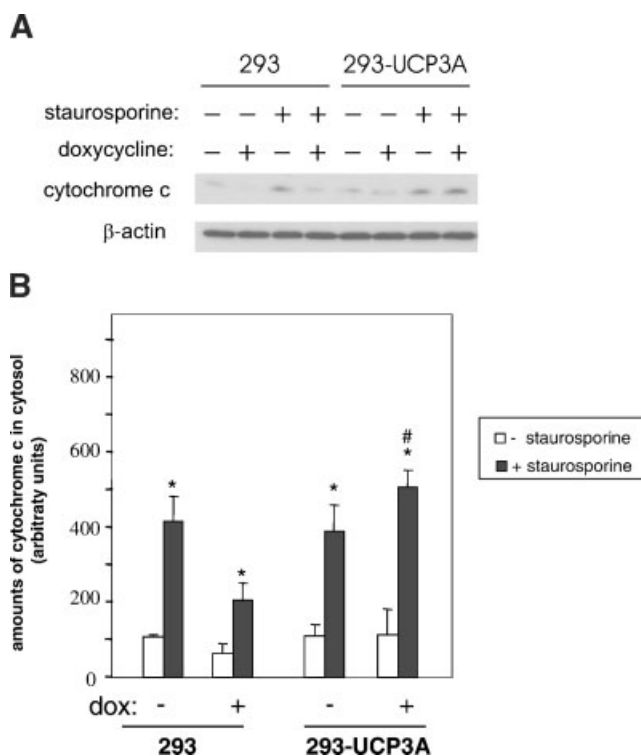 A
293 293-UCP3A
staurosporine: − − + + − − + +
doxycycline: − + − + − + − +
cytochrome c
β-actin
B
amounts of cytochrome c in cytosol
(arbitraty units)
800
600
400
200
0
* * * # *
- staurosporine
+ staurosporine
dox: - + - +
293 293-UCP3A